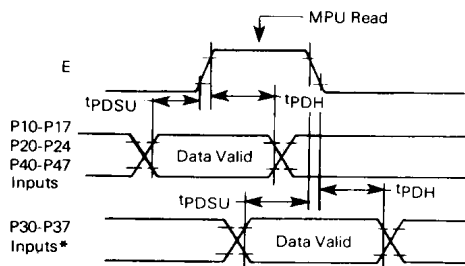 MPU Read
E
tPDSU
tPDH
P10-P17
P20-P24
P40-P47
Inputs
Data Valid
tPDSU
tPDH
P30-P37
Inputs*
Data Valid